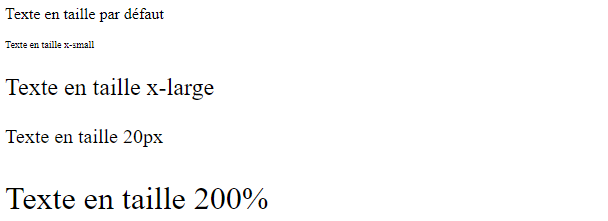 Texte en taille par défaut
Texte en taille x-small
Texte en taille x-large
Texte en taille 20px
Texte en taille 200%